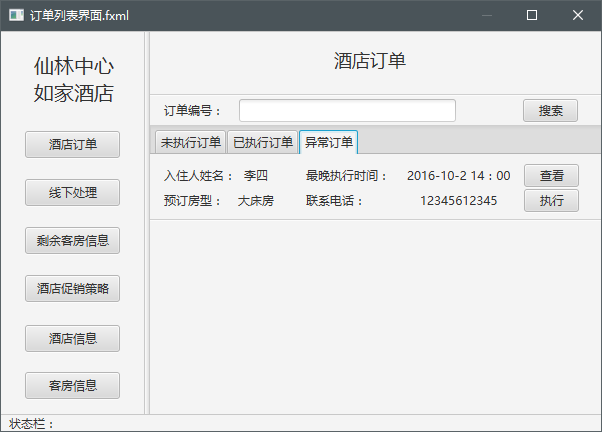 订单列表界面.fxml
仙林中心
如家酒店
酒店订单
线下处理
剩余客房信息
酒店促销策略
酒店信息
客房信息
酒店订单
订单编号： 搜索
未执行订单 已执行订单 异常订单
入住人姓名： 李四 最晚执行时间： 2016-10-2 14：00 查看
预订房型： 大床房 联系电话： 12345612345 执行
状态栏：